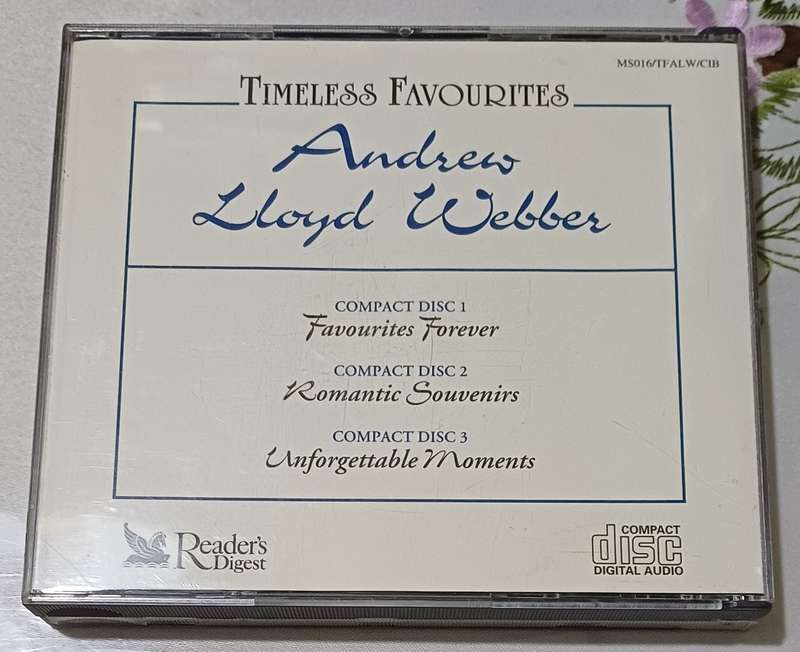 MS016/TFALW/CIB
TIMELESS FAVOURITES
Andrew
Lloyd Webber
COMPACT DISC 1
Favourites Forever
COMPACT DISC 2
Romantic Souvenirs
COMPACT DISC 3
Unforgettable Moments
Reader's
Digest
COMPACT
disc
DIGITAL AUDIO